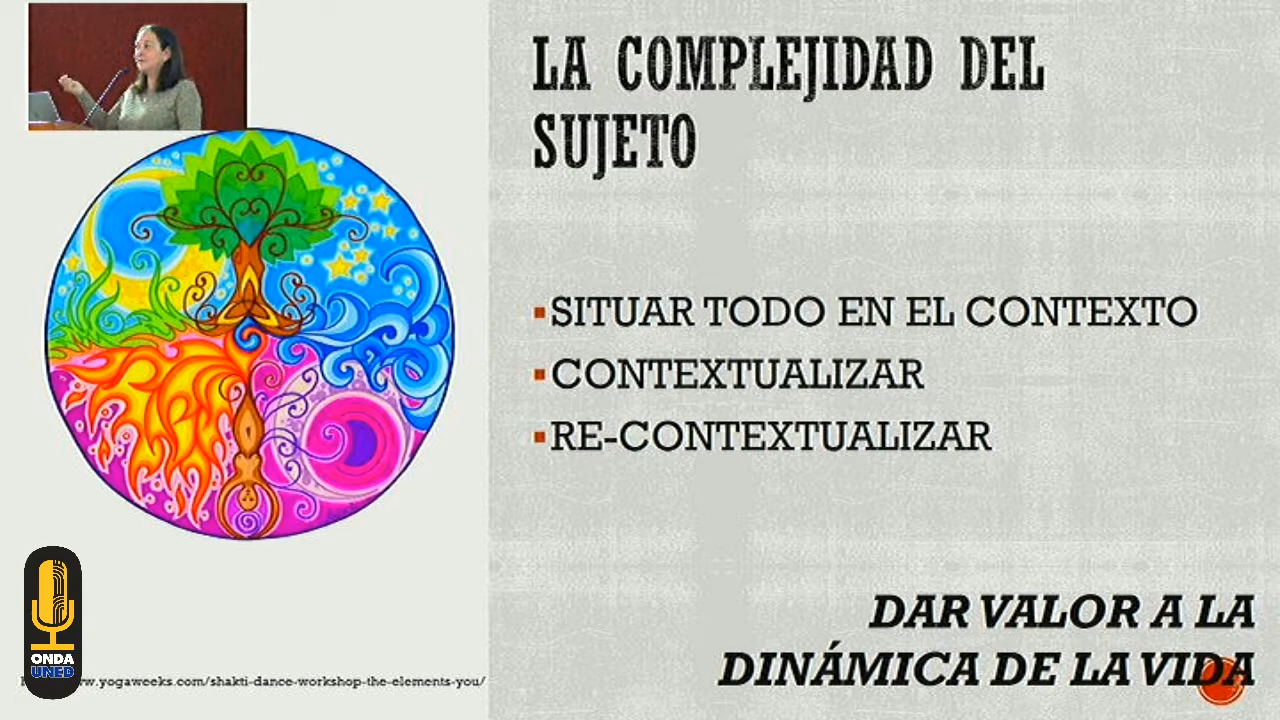 LA COMPLEJIDAD DEL
SUJETO
SITUAR TODO EN EL CONTEXTO
CONTEXTUALIZAR
RE-CONTEXTUALIZAR
DAR VALOR A LA
DINÁMICA DE LA VIDA
ONDA
UNED
.yogaweeks.com/shakti-dance-workshop-the-elements-you/